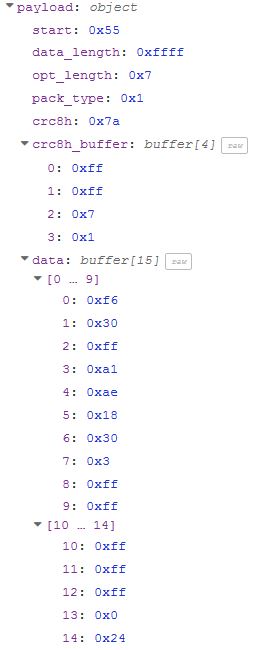 payload: object
start: 0x55
data_length: 0xffff
opt_length: 0x7
pack_type: 0x1
crc8h: 0x7a
crc8h_buffer: buffer[4] raw
0: 0xff
1: 0xff
2: 0x7
3: 0x1
data: buffer[15] raw
[0 … 9]
0: 0xf6
1: 0x30
2: 0xff
3: 0xa1
4: 0xae
5: 0x18
6: 0x30
7: 0x3
8: 0xff
9: 0xff
[10 … 14]
10: 0xff
11: 0xff
12: 0xff
13: 0x0
14: 0x24